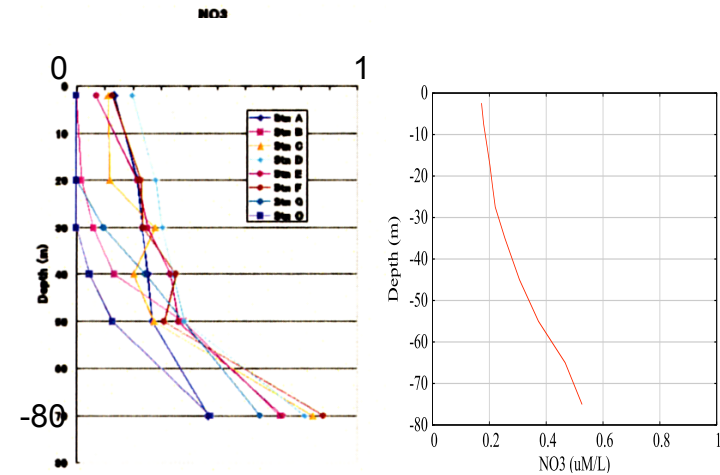 NO3
0 1
0
10
20
30
40
50
60
70
80
-80
Depth (m)
Stn A
Stn B
Stn C
Stn D
Stn E
Stn F
Stn G
Stn O
0
-10
-20
-30
-40
-50
-60
-70
-80
Depth (m)
0 0.2 0.4 0.6 0.8 1
NO3 (uM/L)